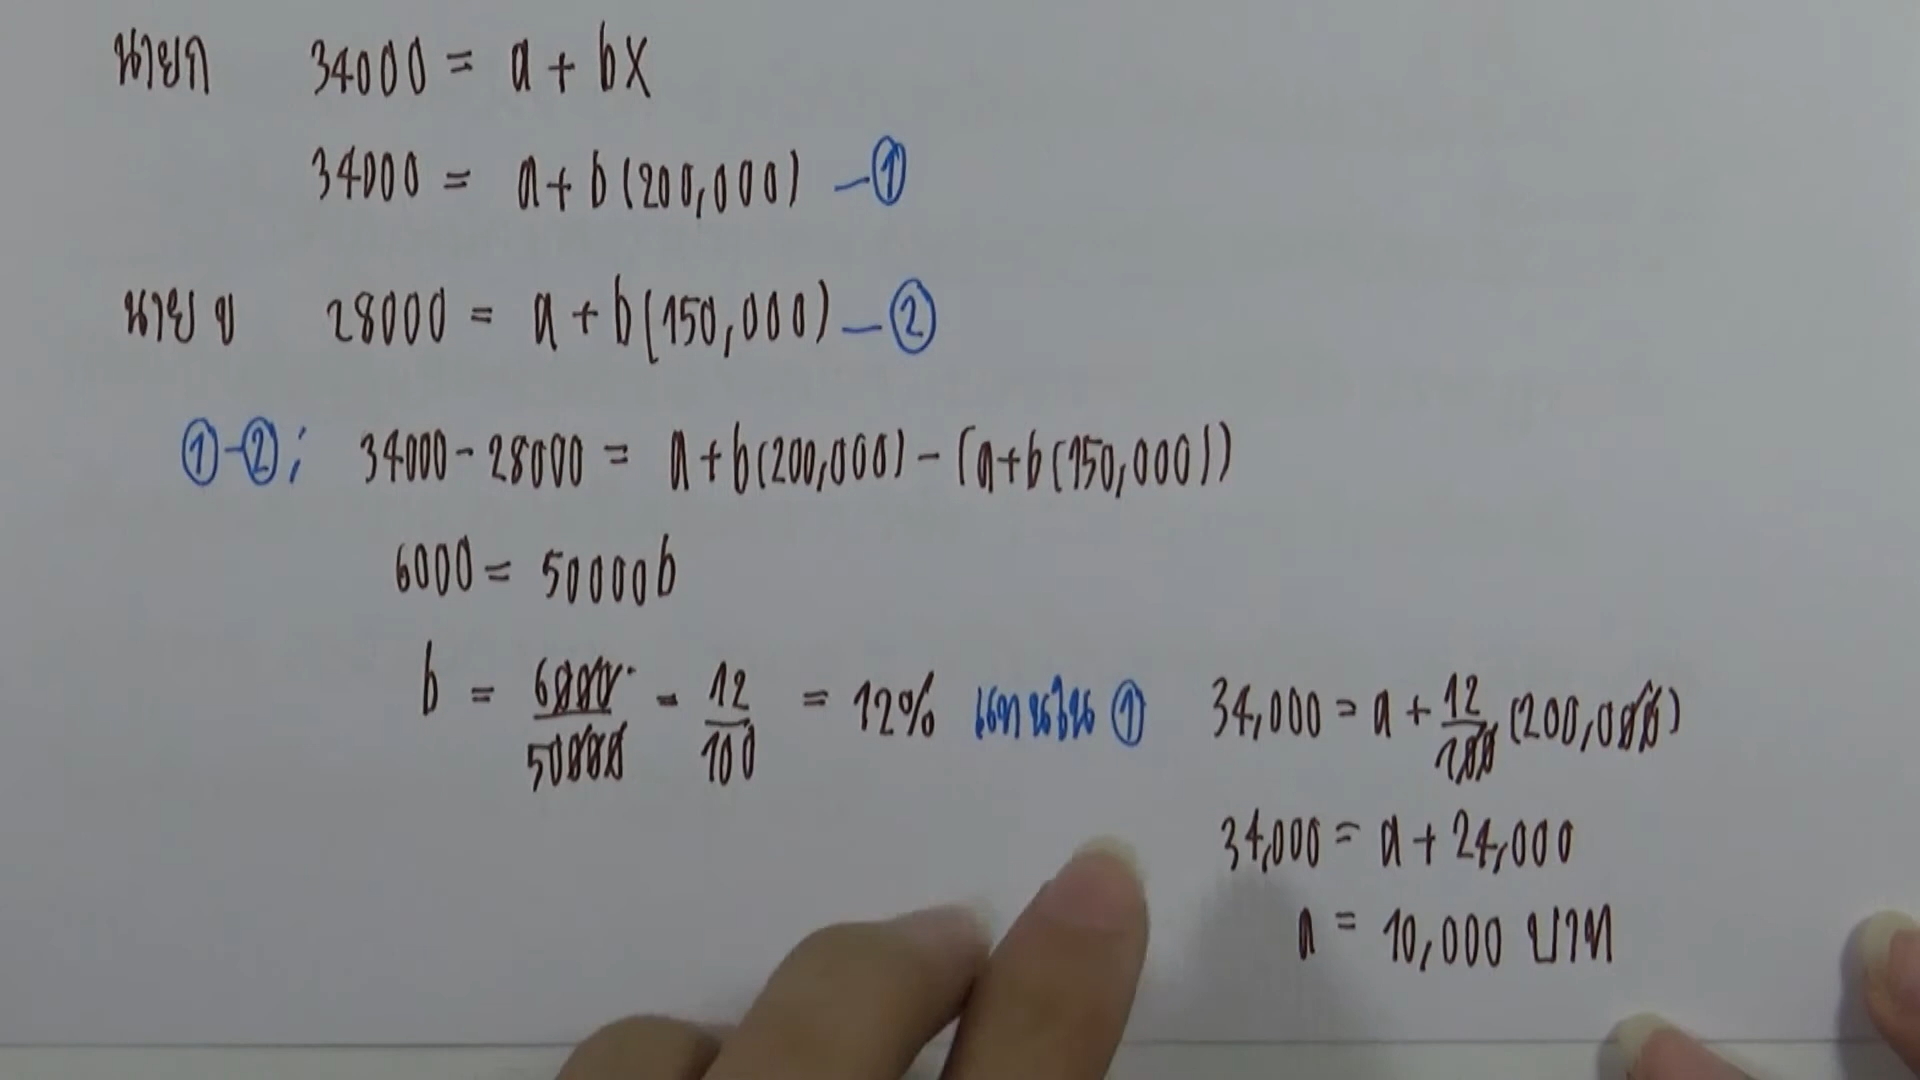 นายก 34000 = a + bX
34000 = a + b (200,000) — ①
นาย ข 28000 = a + b (150,000) — ②
① - ② ; 34000 - 28000 = a + b (200,000) - (a + b (150,000))
6000 = 50000b
b = 6000/50000 = 12/100 = 12% แทนใน ① 34,000 = a + 12/100 (200,000)
34,000 = a + 24,000
a = 10,000 บาท